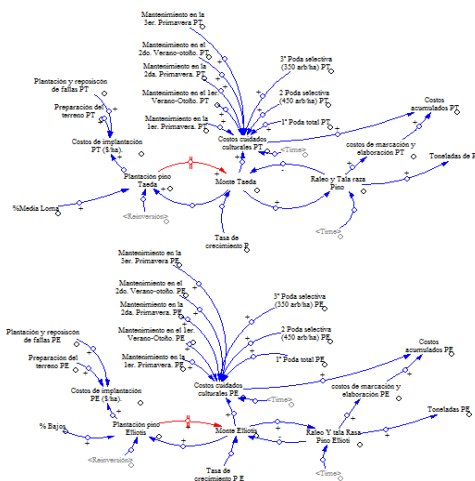 Mantenimiento en la
3er. Primavera PT
Mantenimiento en el
2do. Verano-otoño. PT
Mantenimiento en la
2da. Primavera. PT
Mantenimiento en el 1er.
Verano-Otoño. PT
Mantenimiento en la
1er. Primavera. PT
3º Poda selectiva
(350 arb/ha) PT
2 Poda selectiva
(450 arb/ha) PT
1º Poda total PT
Plantación y reposición
de fallas PT
Preparación del
terreno PT
Costos de implantación
PT ($/ha).
Costos cuidados
culturales PT
<Time>
Costos
acumulados PT
costos de marcación y
elaboración PT
Toneladas de P
Plantación pino
Taeda
Monte Taeda
Raleo Y Tala raza
Pino
%Media Loma
<Reinversión>
Tasa de
crecimiento P
<Time>
Mantenimiento en la
3er. Primavera PE
Mantenimiento en el
2do. Verano-otoño. PE
Mantenimiento en la
2da. Primavera. PE
Mantenimiento en el 1er.
Verano-Otoño. PE
Mantenimiento en la
1er. Primavera. PE
3º Poda selectiva
(350 arb/ha) PE
2 Poda selectiva
(450 arb/ha) PE
1º Poda total PE
Plantación y reposición
de fallas PE
Preparación del
terreno PE
Costos de implantación
PE ($/ha).
Costos cuidados
culturales PE
<Time>
Costos
acumulados PE
costos de marcación y
elaboración PE
Toneladas PE
% Bajos
Plantación pino
Elliotis
Monte Elliotis
Raleo Y tala Rasa
Pino Ellioti
<Reinversión>
Tasa de
crecimiento P E
<Time>